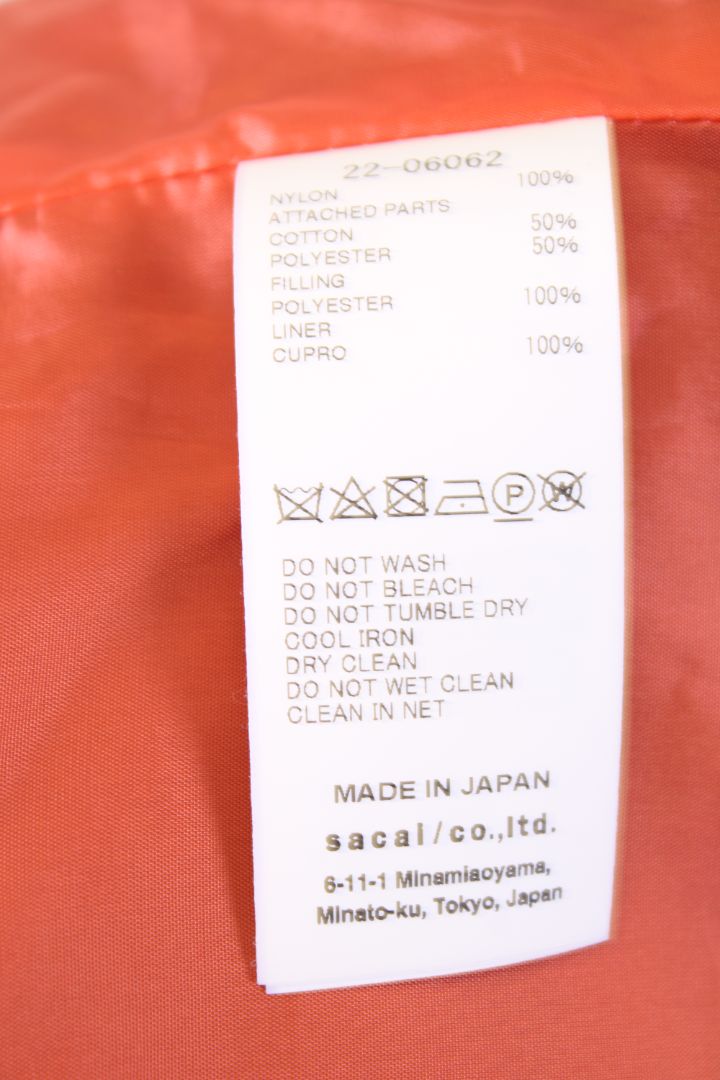 22-06062
NYLON 100%
ATTACHED PARTS
COTTON 50%
POLYESTER 50%
FILLING
POLYESTER 100%
LINER
CUPRO 100%
P W
DO NOT WASH
DO NOT BLEACH
DO NOT TUMBLE DRY
COOL IRON
DRY CLEAN
DO NOT WET CLEAN
CLEAN IN NET
MADE IN JAPAN
sacai/co.,ltd.
6-11-1 Minamiaoyama,
Minato-ku, Tokyo, Japan